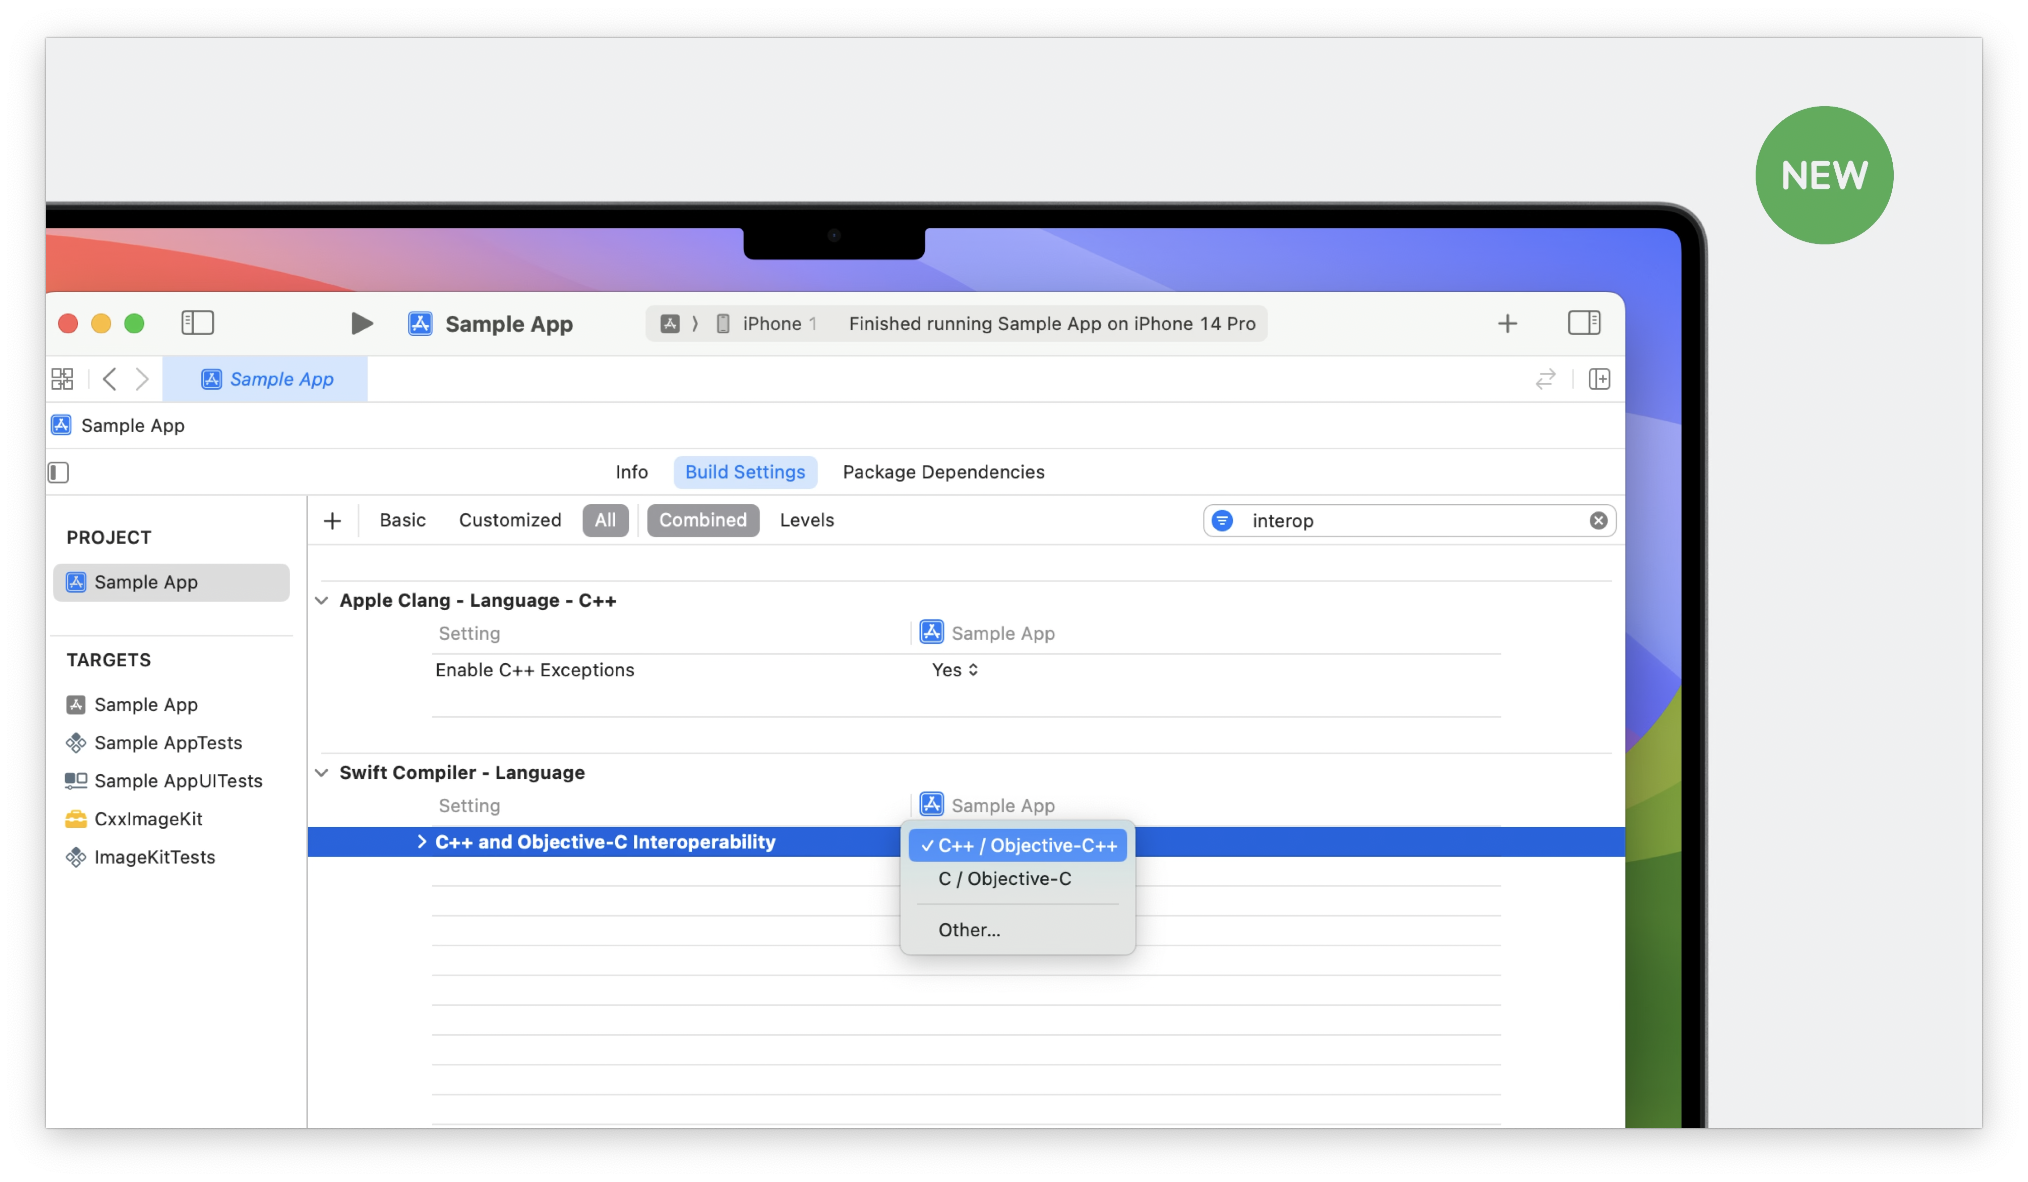 NEW
Sample App
iPhone 1
Finished running Sample App on iPhone 14 Pro
Sample App
Sample App
Info
Build Settings
Package Dependencies
Basic
Customized
All
Combined
Levels
interop
PROJECT
Sample App
TARGETS
Sample App
Sample AppTests
Sample AppUITests
CxxImageKit
ImageKitTests
Apple Clang - Language - C++
Setting
Sample App
Enable C++ Exceptions
Yes
Swift Compiler - Language
Setting
Sample App
C++ and Objective-C Interoperability
C++ / Objective-C++
C / Objective-C
Other...